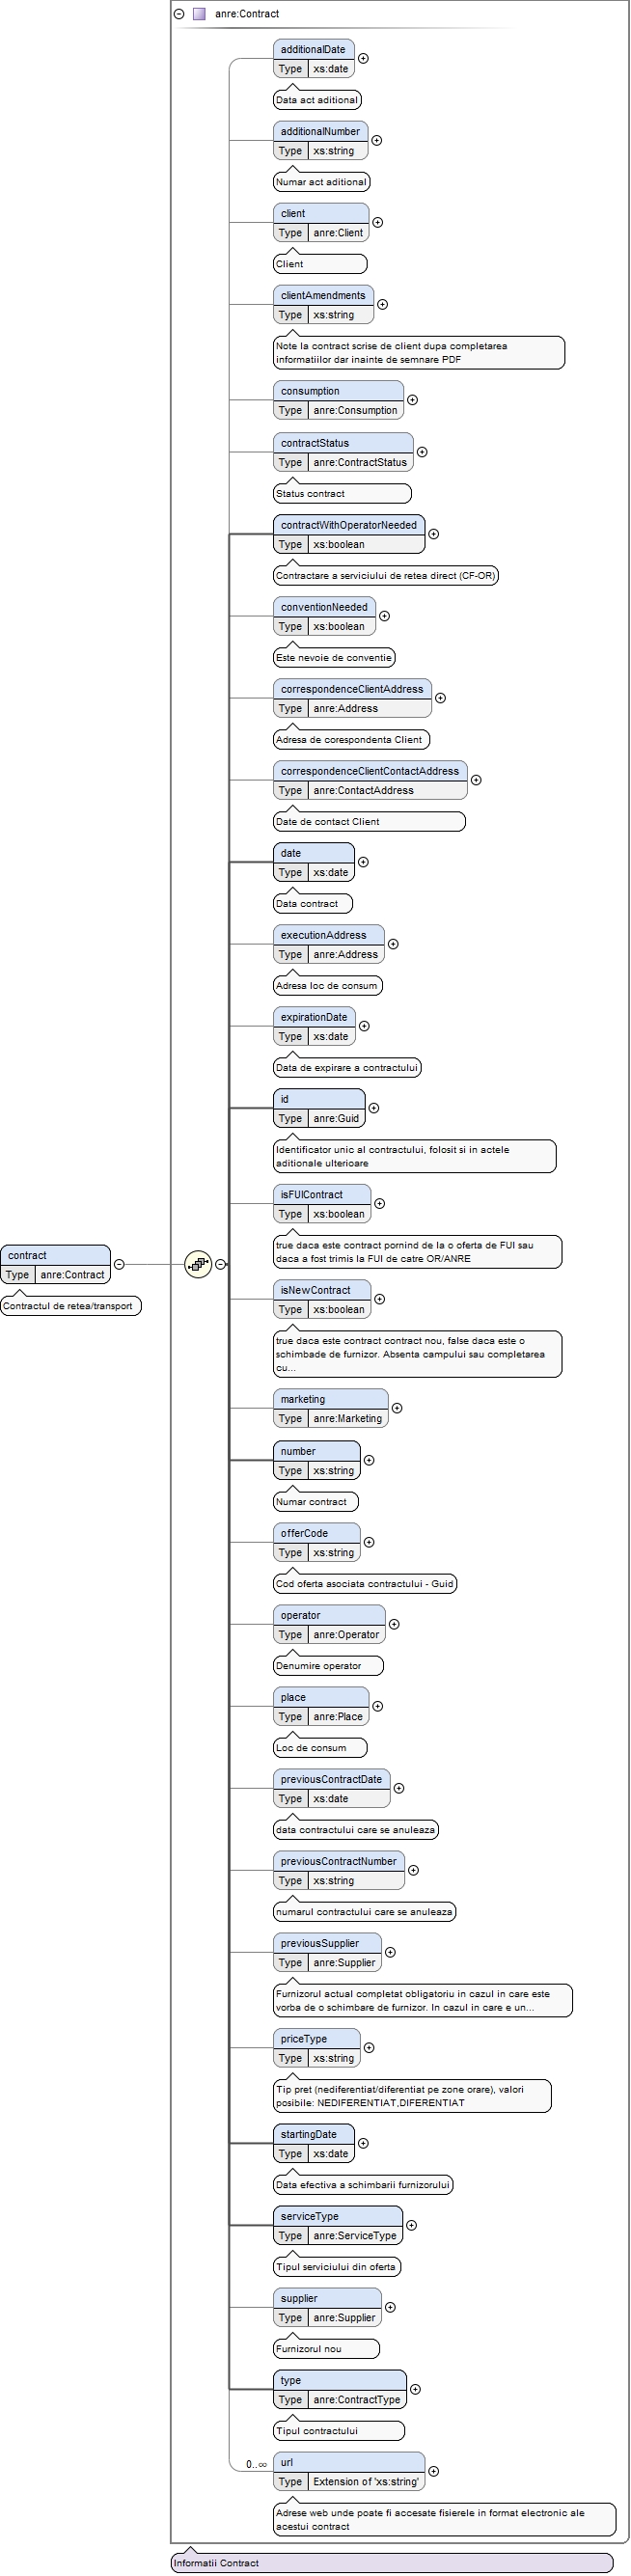 anre:Contract
additionalDate
Type xs:date
Data act aditional
additionalNumber
Type xs:string
Numar act aditional
client
Type anre:Client
Client
clientAmendments
Type xs:string
Note la contract scrise de client dupa completarea
informatiilor dar inainte de semnare PDF
consumption
Type anre:Consumption
contractStatus
Type anre:ContractStatus
Status contract
contractWithOperatorNeeded
Type xs:boolean
Contractare a serviciului de retea direct (CF-OR)
conventionNeeded
Type xs:boolean
Este nevoie de conventie
correspondenceClientAddress
Type anre:Address
Adresa de corespondenta Client
correspondenceClientContactAddress
Type anre:ContactAddress
Date de contact Client
date
Type xs:date
Data contract
executionAddress
Type anre:Address
Adresa loc de consum
expirationDate
Type xs:date
Data de expirare a contractului
id
Type anre:Guid
Identificator unic al contractului, folosit si in actele
aditionale ulterioare
isFUIContract
Type xs:boolean
true daca este contract pornind de la o oferta de FUI sau
daca a fost trimis la FUI de catre OR/ANRE
contract
Type anre:Contract
Contractul de retea/transport
isNewContract
Type xs:boolean
true daca este contract contract nou, false daca este o
schimbade de furnizor. Absenta campului sau completarea
cu...
marketing
Type anre:Marketing
number
Type xs:string
Numar contract
offerCode
Type xs:string
Cod oferta asociata contractului - Guid
operator
Type anre:Operator
Denumire operator
place
Type anre:Place
Loc de consum
previousContractDate
Type xs:date
data contractului care se anuleaza
previousContractNumber
Type xs:string
numarul contractului care se anuleaza
previousSupplier
Type anre:Supplier
Furnizorul actual completat obligatoriu in cazul in care este
vorba de o schimbare de furnizor. In cazul in care e un...
priceType
Type xs:string
Tip pret (nediferentiat/diferentiat pe zone orare), valori
posibile: NEDIFERENTIAT,DIFERENTIAT
startingDate
Type xs:date
Data efectiva a schimbarii furnizorului
serviceType
Type anre:ServiceType
Tipul serviciului din oferta
supplier
Type anre:Supplier
Furnizorul nou
type
Type anre:ContractType
Tipul contractului
0..∞
url
Type Extension of 'xs:string'
Adrese web unde poate fi accesate fisierele in format electronic ale
acestui contract
Informatii Contract